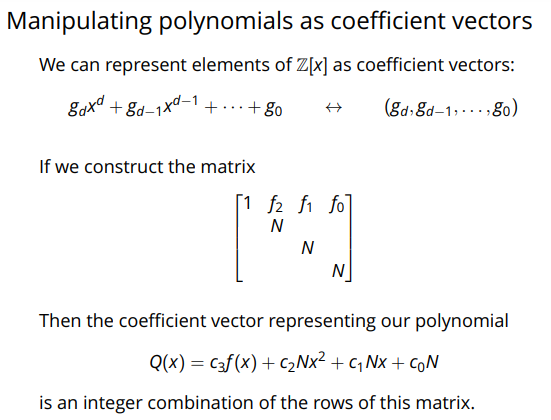 Manipulating polynomials as coefficient vectors
We can represent elements of ℤ[x] as coefficient vectors:
g_d x^d + g_{d−1} x^{d−1} + ··· + g_0 ↔ (g_d, g_{d−1}, ..., g_0)
If we construct the matrix
1 f_2 f_1 f_0
N
N
N
Then the coefficient vector representing our polynomial
Q(x) = c_3 f(x) + c_2 Nx^2 + c_1 Nx + c_0 N
is an integer combination of the rows of this matrix.